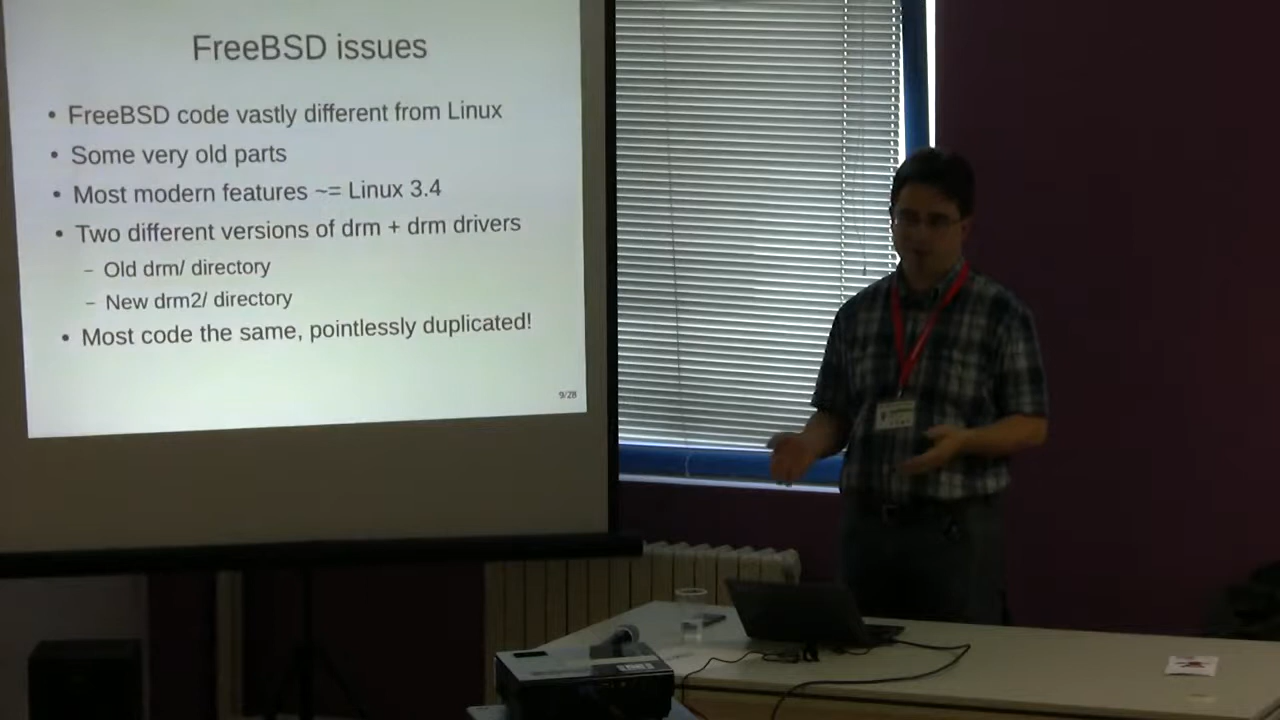 FreeBSD issues
• FreeBSD code vastly different from Linux
• Some very old parts
• Most modern features ~= Linux 3.4
• Two different versions of drm + drm drivers
– Old drm/ directory
– New drm2/ directory
• Most code the same, pointlessly duplicated!
9/28